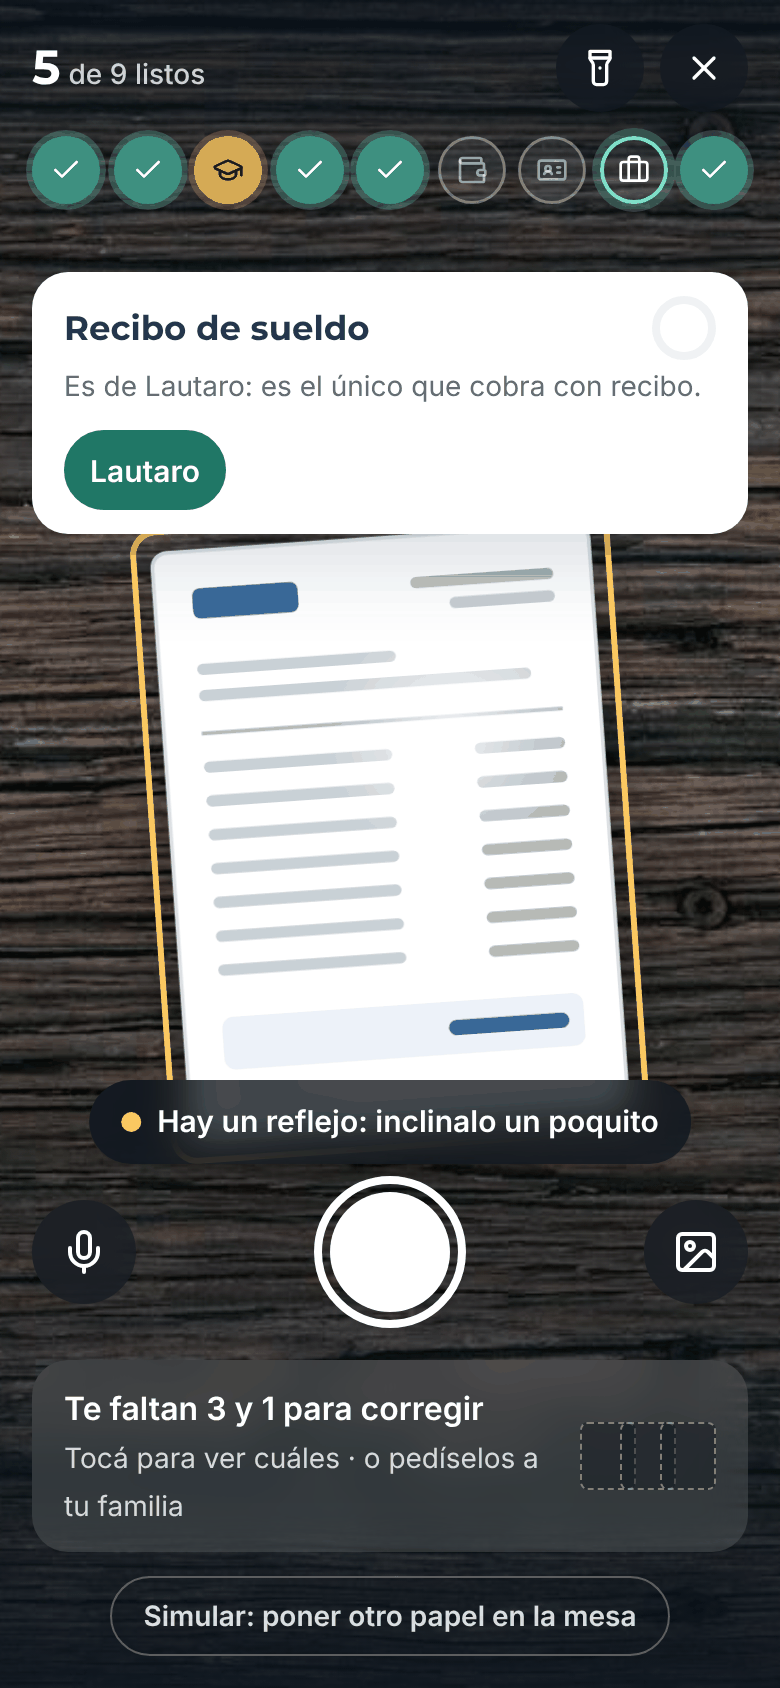 5 de 9 listos
Recibo de sueldo
Es de Lautaro: es el único que cobra con recibo.
Lautaro
Hay un reflejo: inclinalo un poquito
Te faltan 3 y 1 para corregir
Tocá para ver cuáles · o pedíselos a
tu familia
Simular: poner otro papel en la mesa